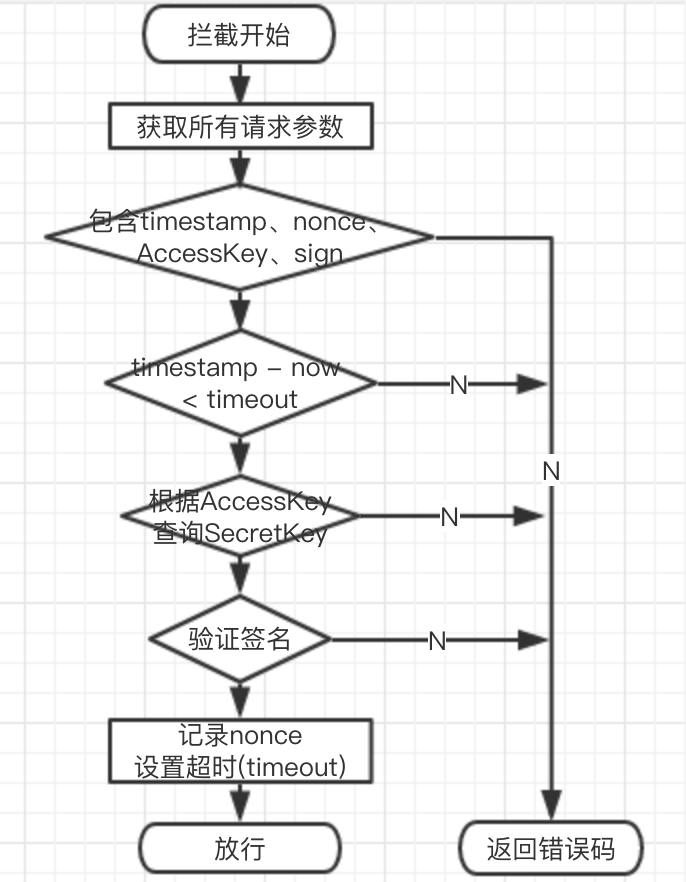 拦截开始
获取所有请求参数
包含timestamp、nonce、
AccessKey、sign
timestamp – now
< timeout
N
N
根据AccessKey
查询SecretKey
N
验证签名
N
记录nonce
设置超时(timeout)
放行
返回错误码